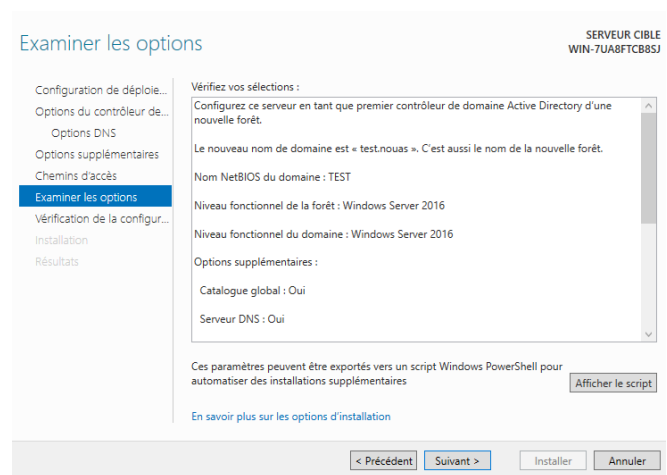 Examiner les options
SERVEUR CIBLE
WIN-7UA8FTCB8SJ
Configuration de déploie...
Options du contrôleur de...
Options DNS
Options supplémentaires
Chemins d'accès
Examiner les options
Vérification de la configur...
Installation
Résultats
Vérifiez vos sélections :
Configurez ce serveur en tant que premier contrôleur de domaine Active Directory d'une
nouvelle forêt.
Le nouveau nom de domaine est « test.nouas ». C'est aussi le nom de la nouvelle forêt.
Nom NetBIOS du domaine : TEST
Niveau fonctionnel de la forêt : Windows Server 2016
Niveau fonctionnel du domaine : Windows Server 2016
Options supplémentaires :
Catalogue global : Oui
Serveur DNS : Oui
Ces paramètres peuvent être exportés vers un script Windows PowerShell pour
automatiser des installations supplémentaires
Afficher le script
En savoir plus sur les options d'installation
< Précédent
Suivant >
Installer
Annuler